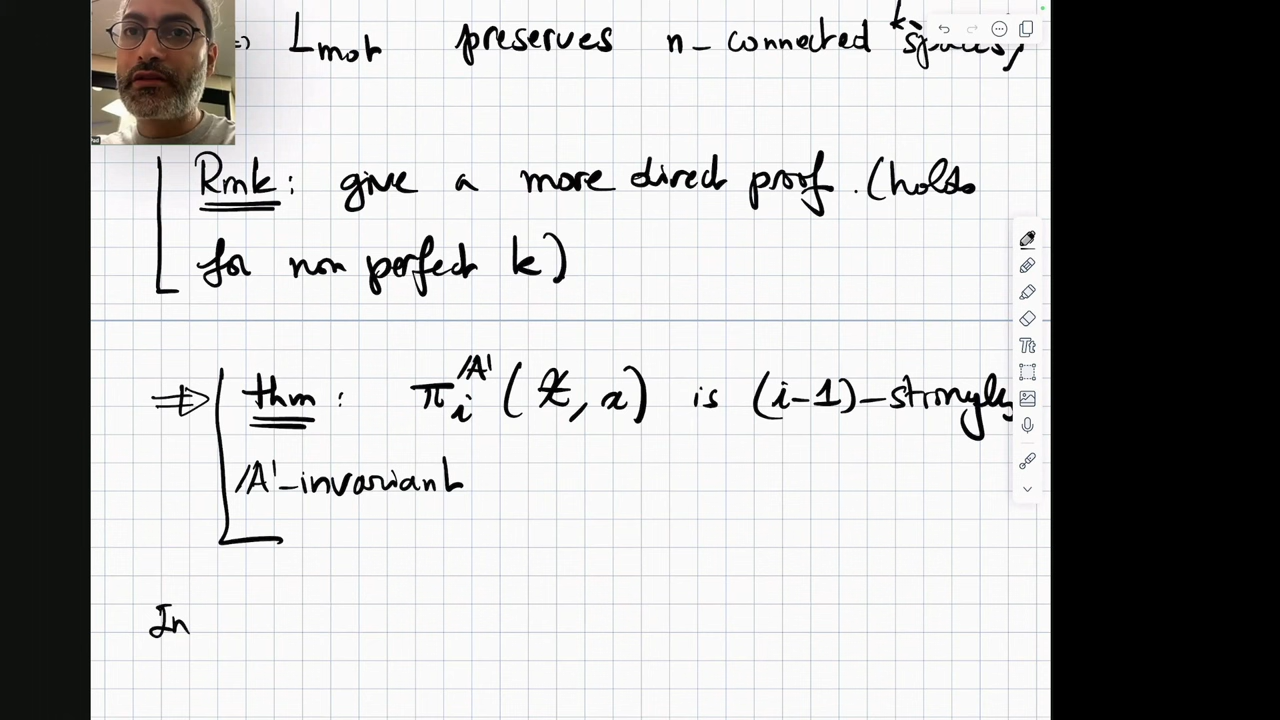 ⇒ L_mot preserves n-connected spaces,
Rmk: give a more direct proof. (holds
for non perfect k)
⇒ thm: π_i^{A¹}(X, x) is (i-1)-strongly
A¹-invariant
In